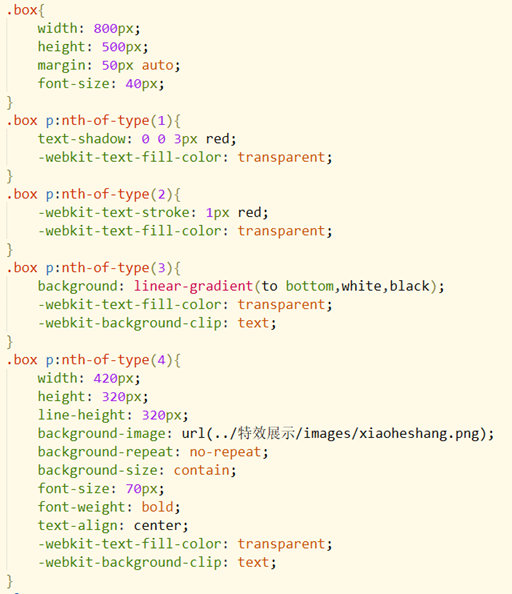 .box{
width: 800px;
height: 500px;
margin: 50px auto;
font-size: 40px;
}
.box p:nth-of-type(1){
text-shadow: 0 0 3px red;
-webkit-text-fill-color: transparent;
}
.box p:nth-of-type(2){
-webkit-text-stroke: 1px red;
-webkit-text-fill-color: transparent;
}
.box p:nth-of-type(3){
background: linear-gradient(to bottom,white,black);
-webkit-text-fill-color: transparent;
-webkit-background-clip: text;
}
.box p:nth-of-type(4){
width: 420px;
height: 320px;
line-height: 320px;
background-image: url(../特效展示/images/xiaoheshang.png);
background-repeat: no-repeat;
background-size: contain;
font-size: 70px;
font-weight: bold;
text-align: center;
-webkit-text-fill-color: transparent;
-webkit-background-clip: text;
}